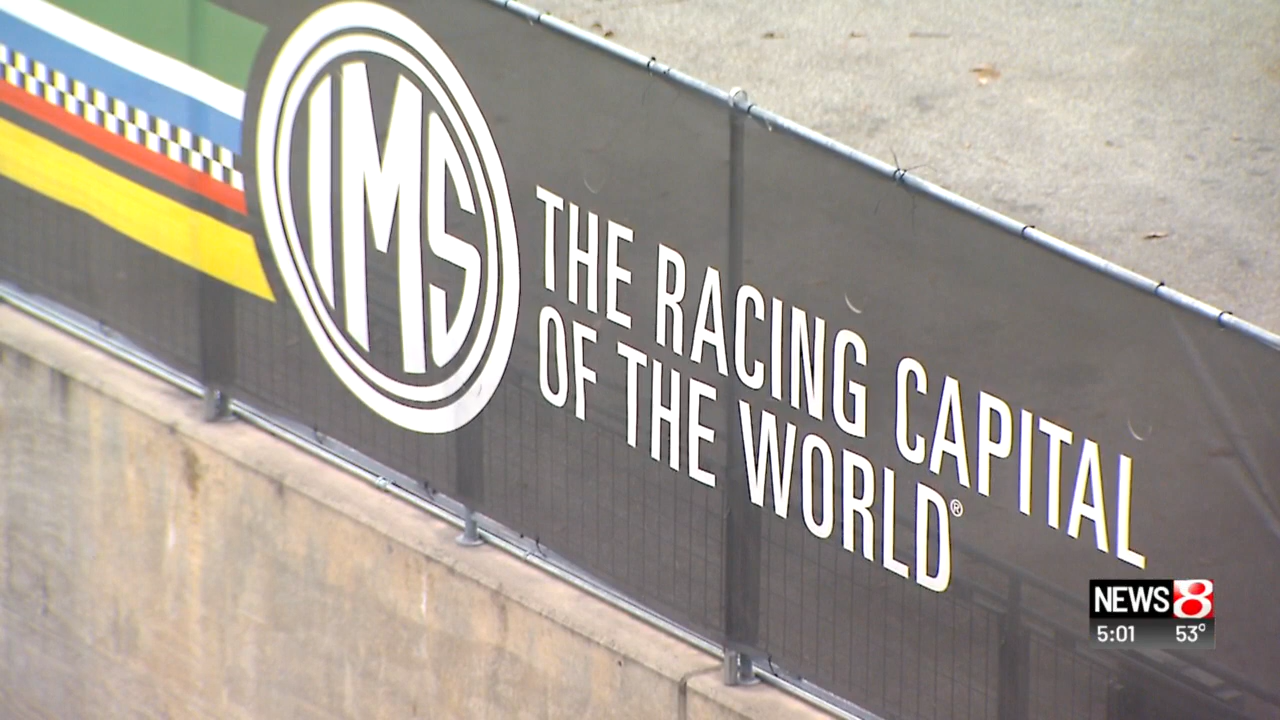 IMS
THE RACING CAPITAL
OF THE WORLD®
NEWS 8
5:01 53°